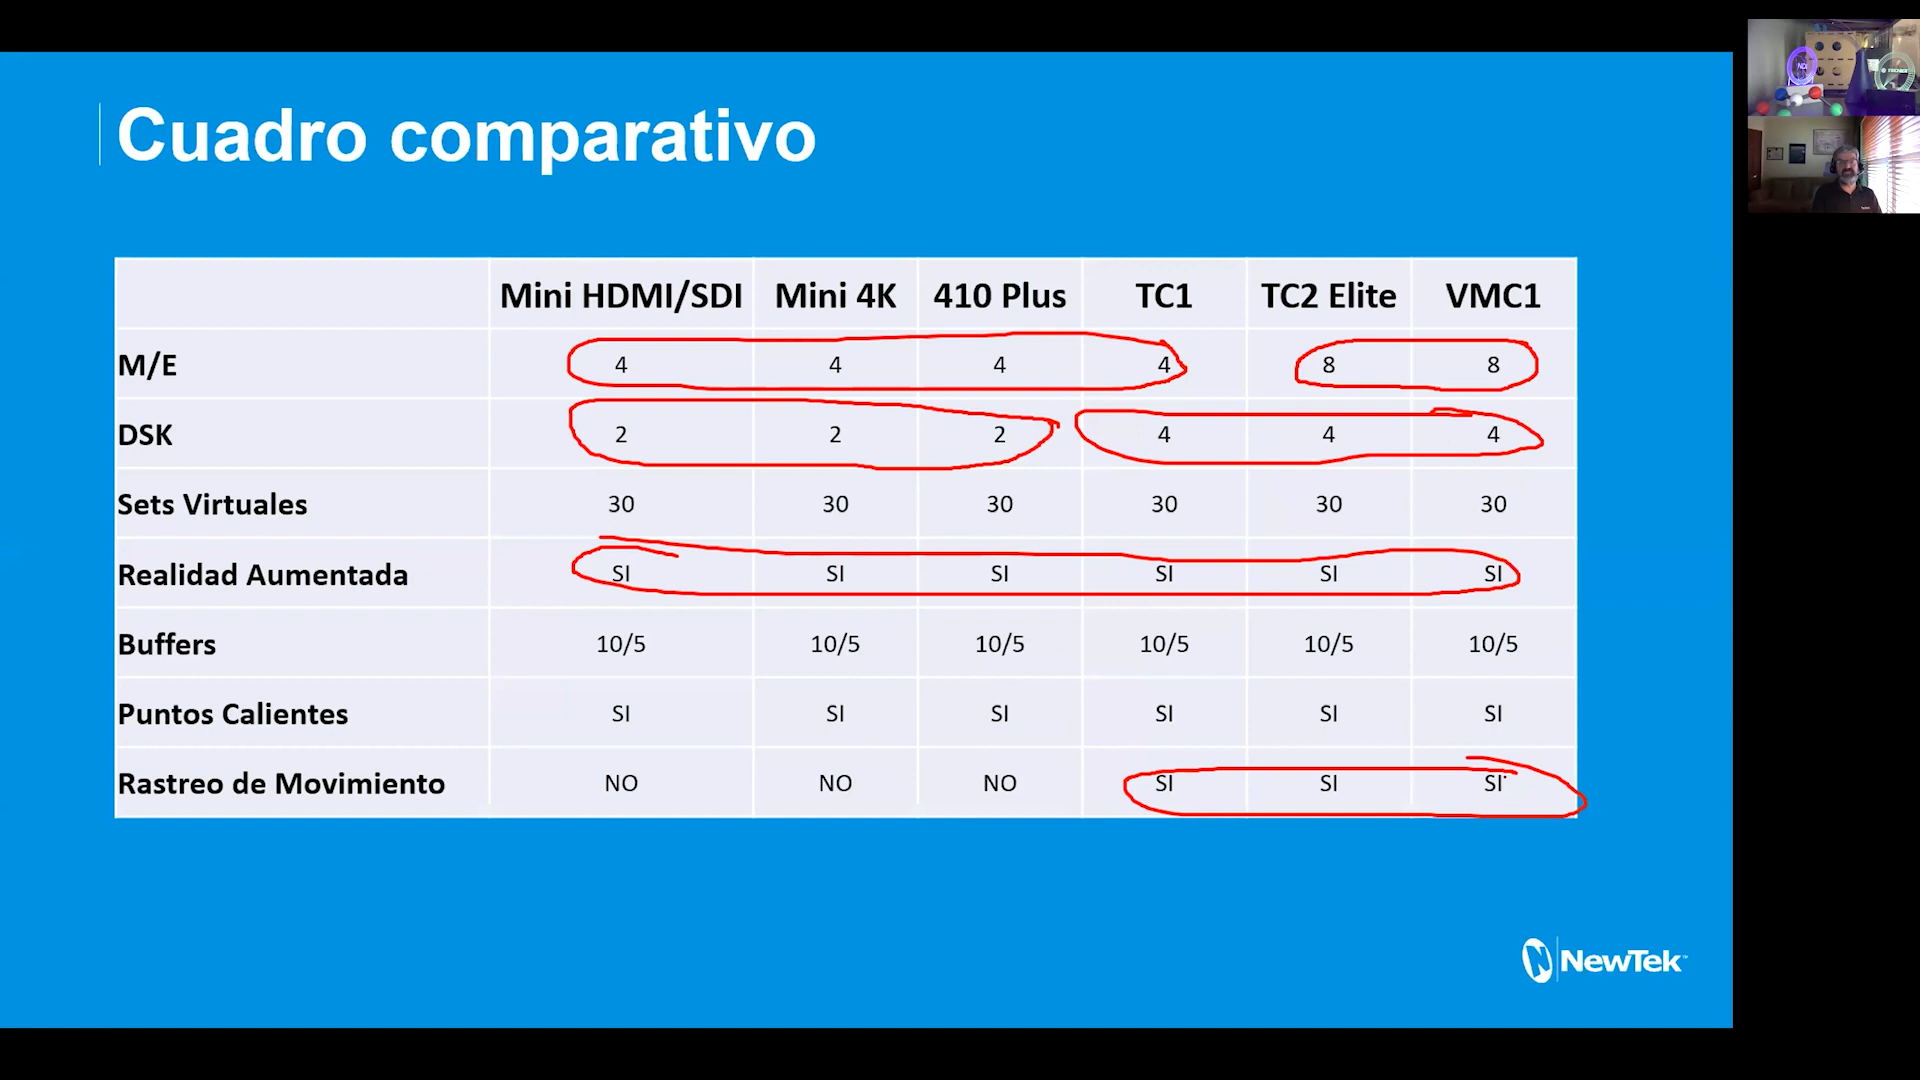 Cuadro comparativo
Mini HDMI/SDI Mini 4K 410 Plus TC1 TC2 Elite VMC1
M/E 4 4 4 4 8 8
DSK 2 2 2 4 4 4
Sets Virtuales 30 30 30 30 30 30
Realidad Aumentada SI SI SI SI SI SI
Buffers 10/5 10/5 10/5 10/5 10/5 10/5
Puntos Calientes SI SI SI SI SI SI
Rastreo de Movimiento NO NO NO SI SI SI
NewTek